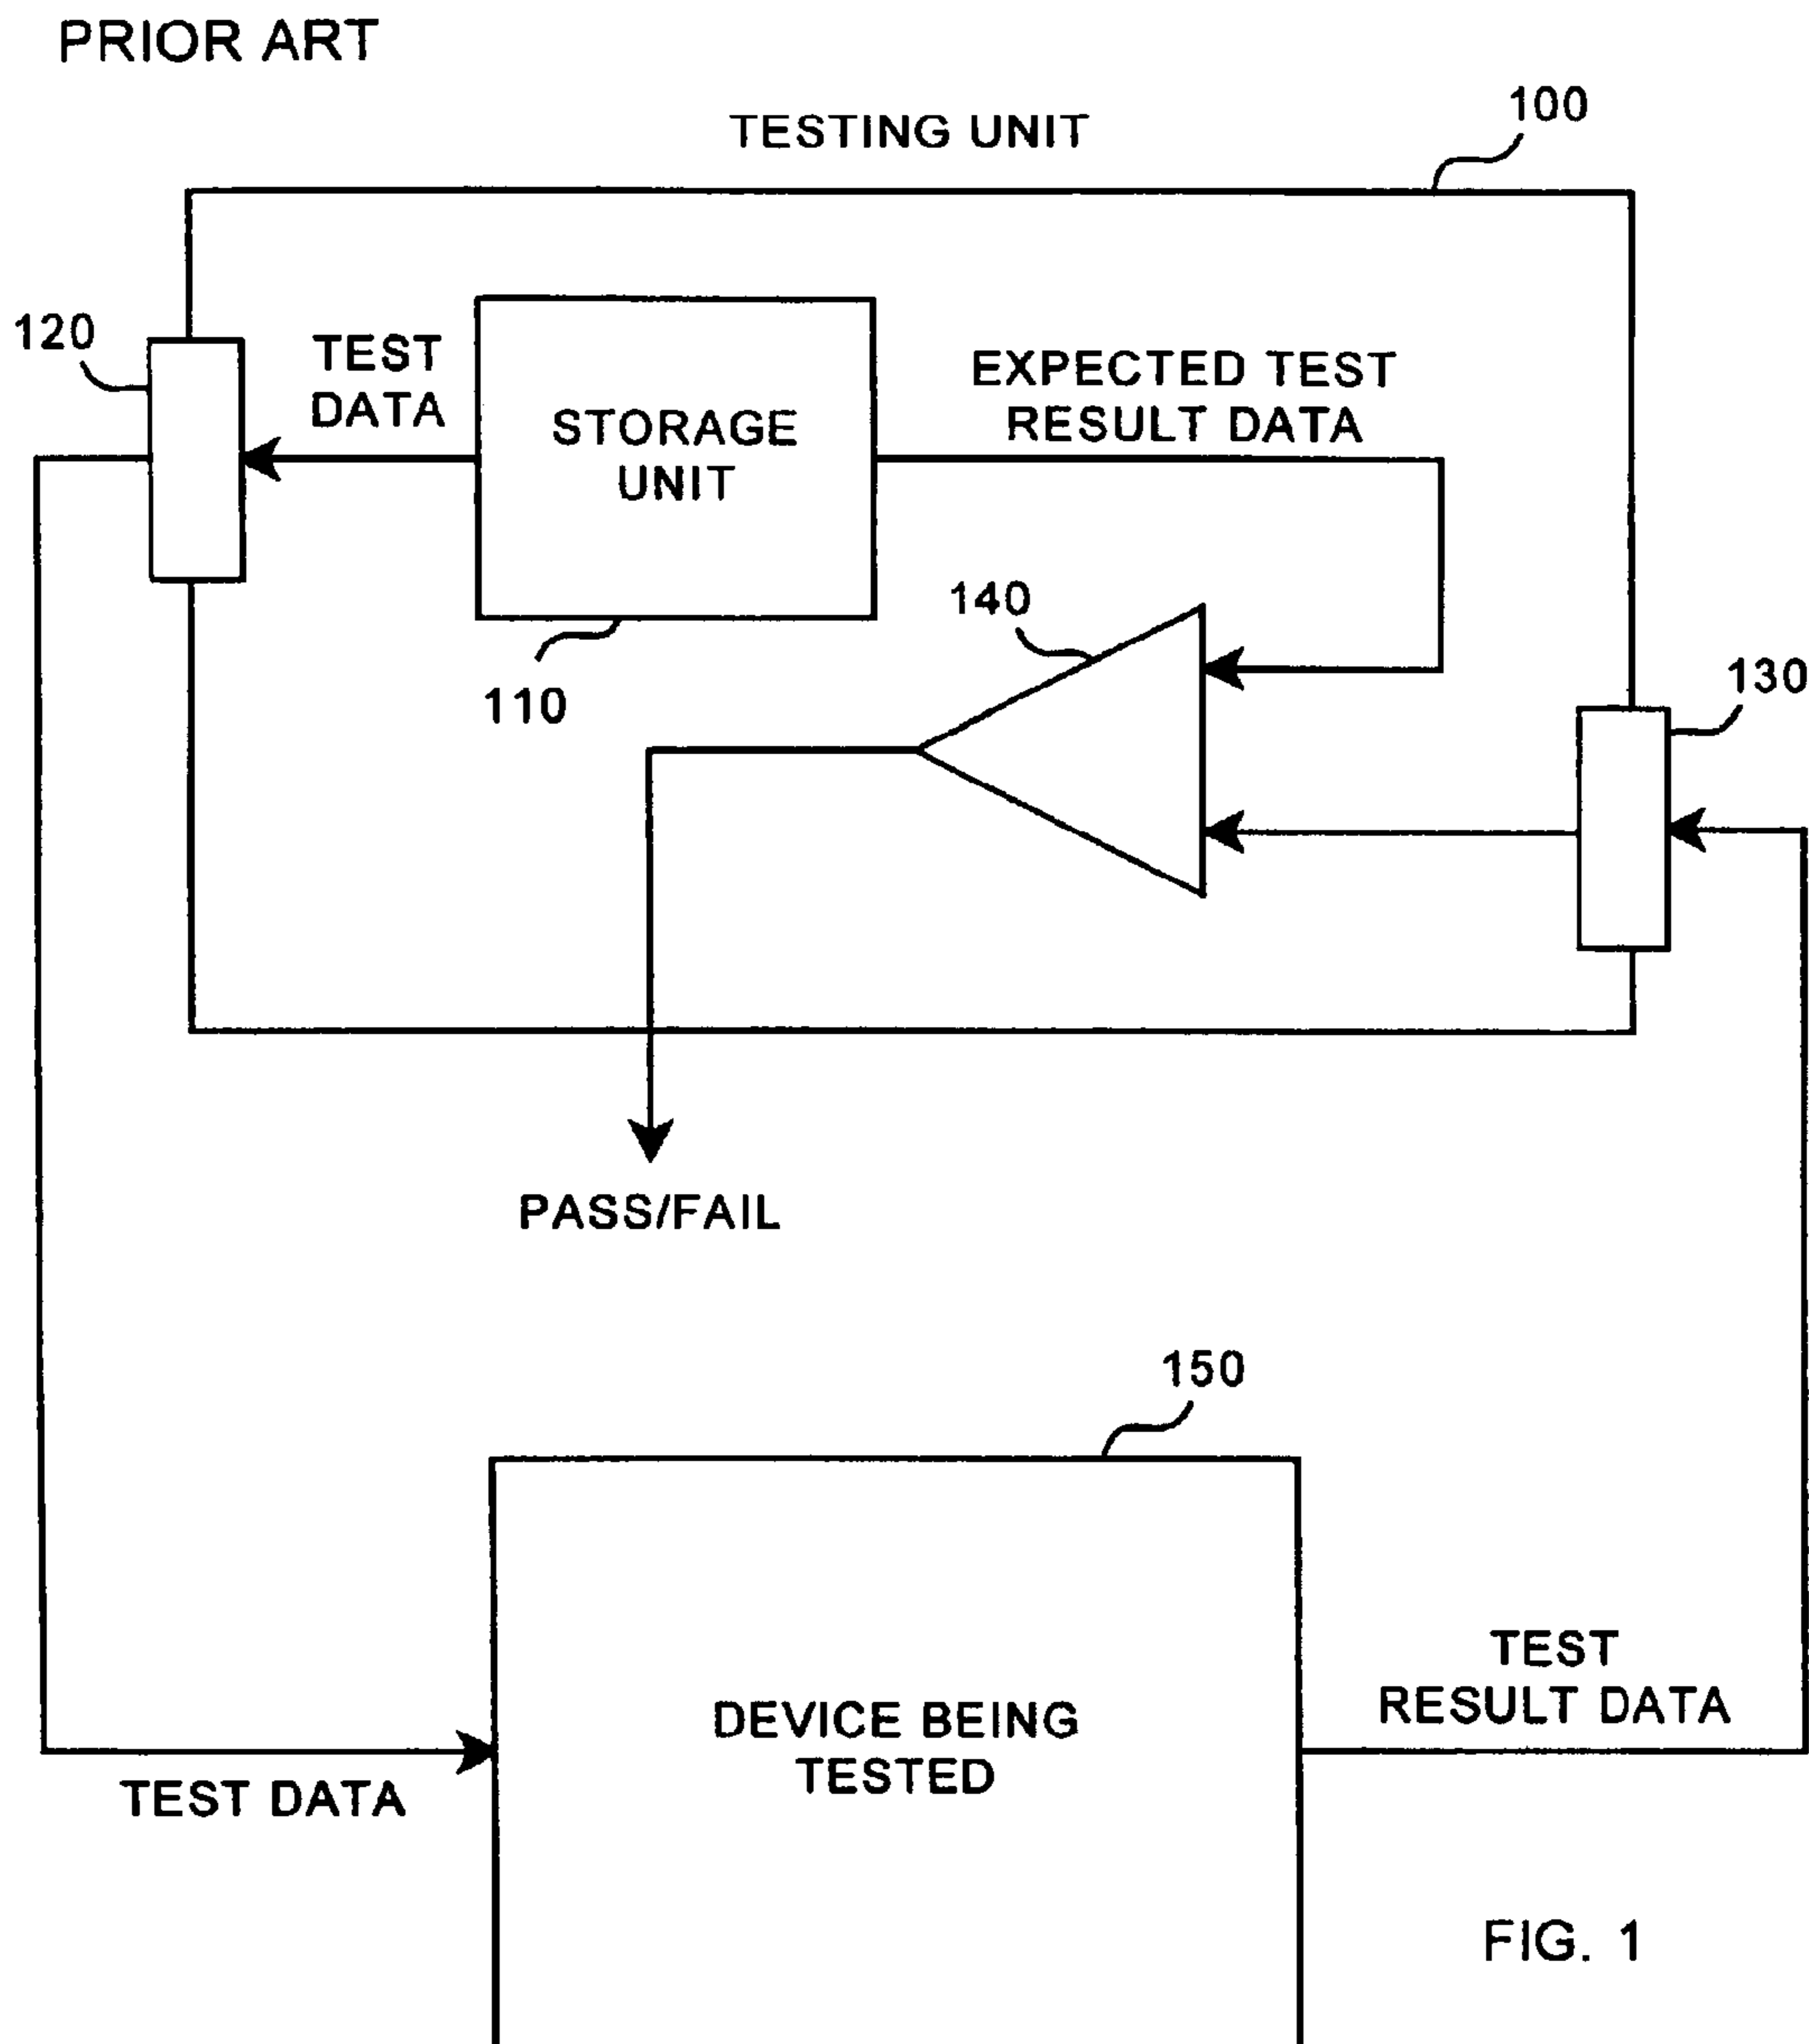 PRIOR ART
100
TESTING UNIT
120
TEST
DATA
STORAGE
UNIT
EXPECTED TEST
RESULT DATA
140
110
130
PASS/FAIL
150
TEST
RESULT DATA
DEVICE BEING
TESTED
TEST DATA
FIG. 1